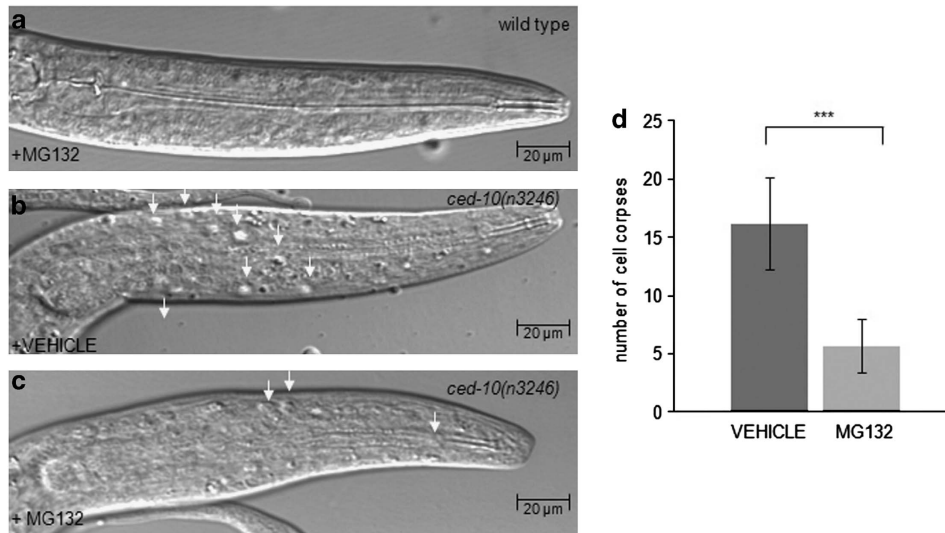 a
wild type
+MG132
20 µm
b
ced-10(n3246)
+VEHICLE
20 µm
c
ced-10(n3246)
+ MG132
20 µm
d
number of cell corpses
25
20
15
10
5
0
***
VEHICLE MG132